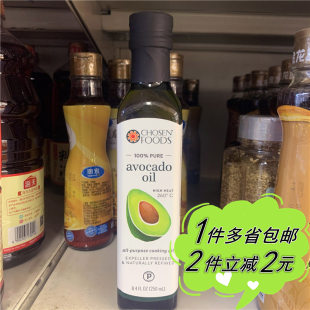 CHOSEN
FOODS
100% PURE
avocado
oil
HIGH HEAT
260° C
all-purpose cooking
EXPELLER PRESSED
& NATURALLY REFINED
P
8.4 FL OZ (250 mL)
1件多省包邮
2件立减2元